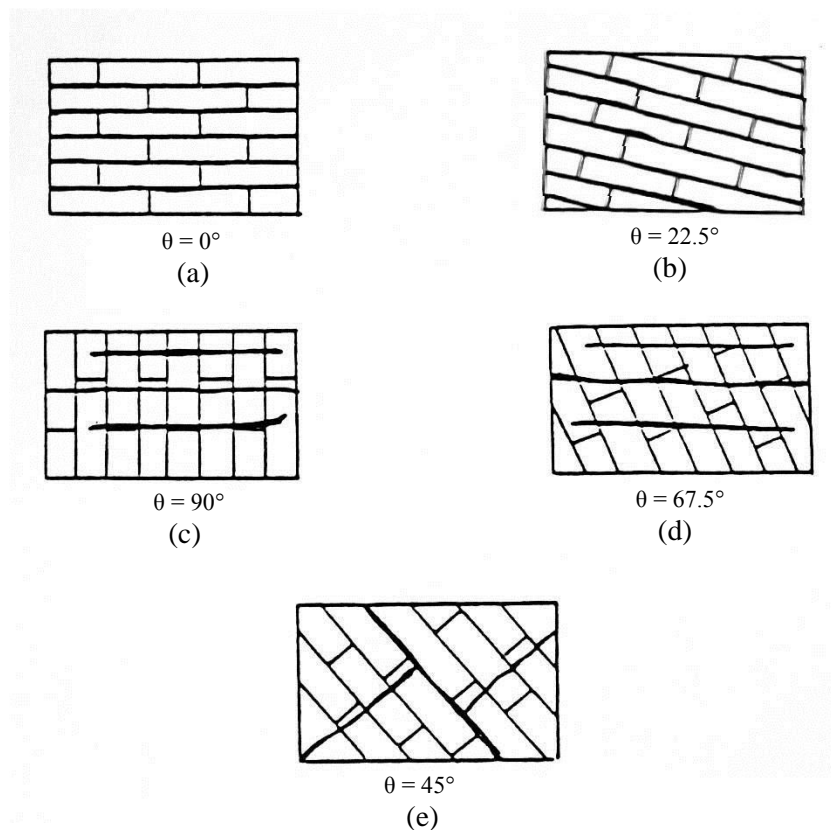 θ = 0°
(a)
θ = 22.5°
(b)
θ = 90°
(c)
θ = 67.5°
(d)
θ = 45°
(e)